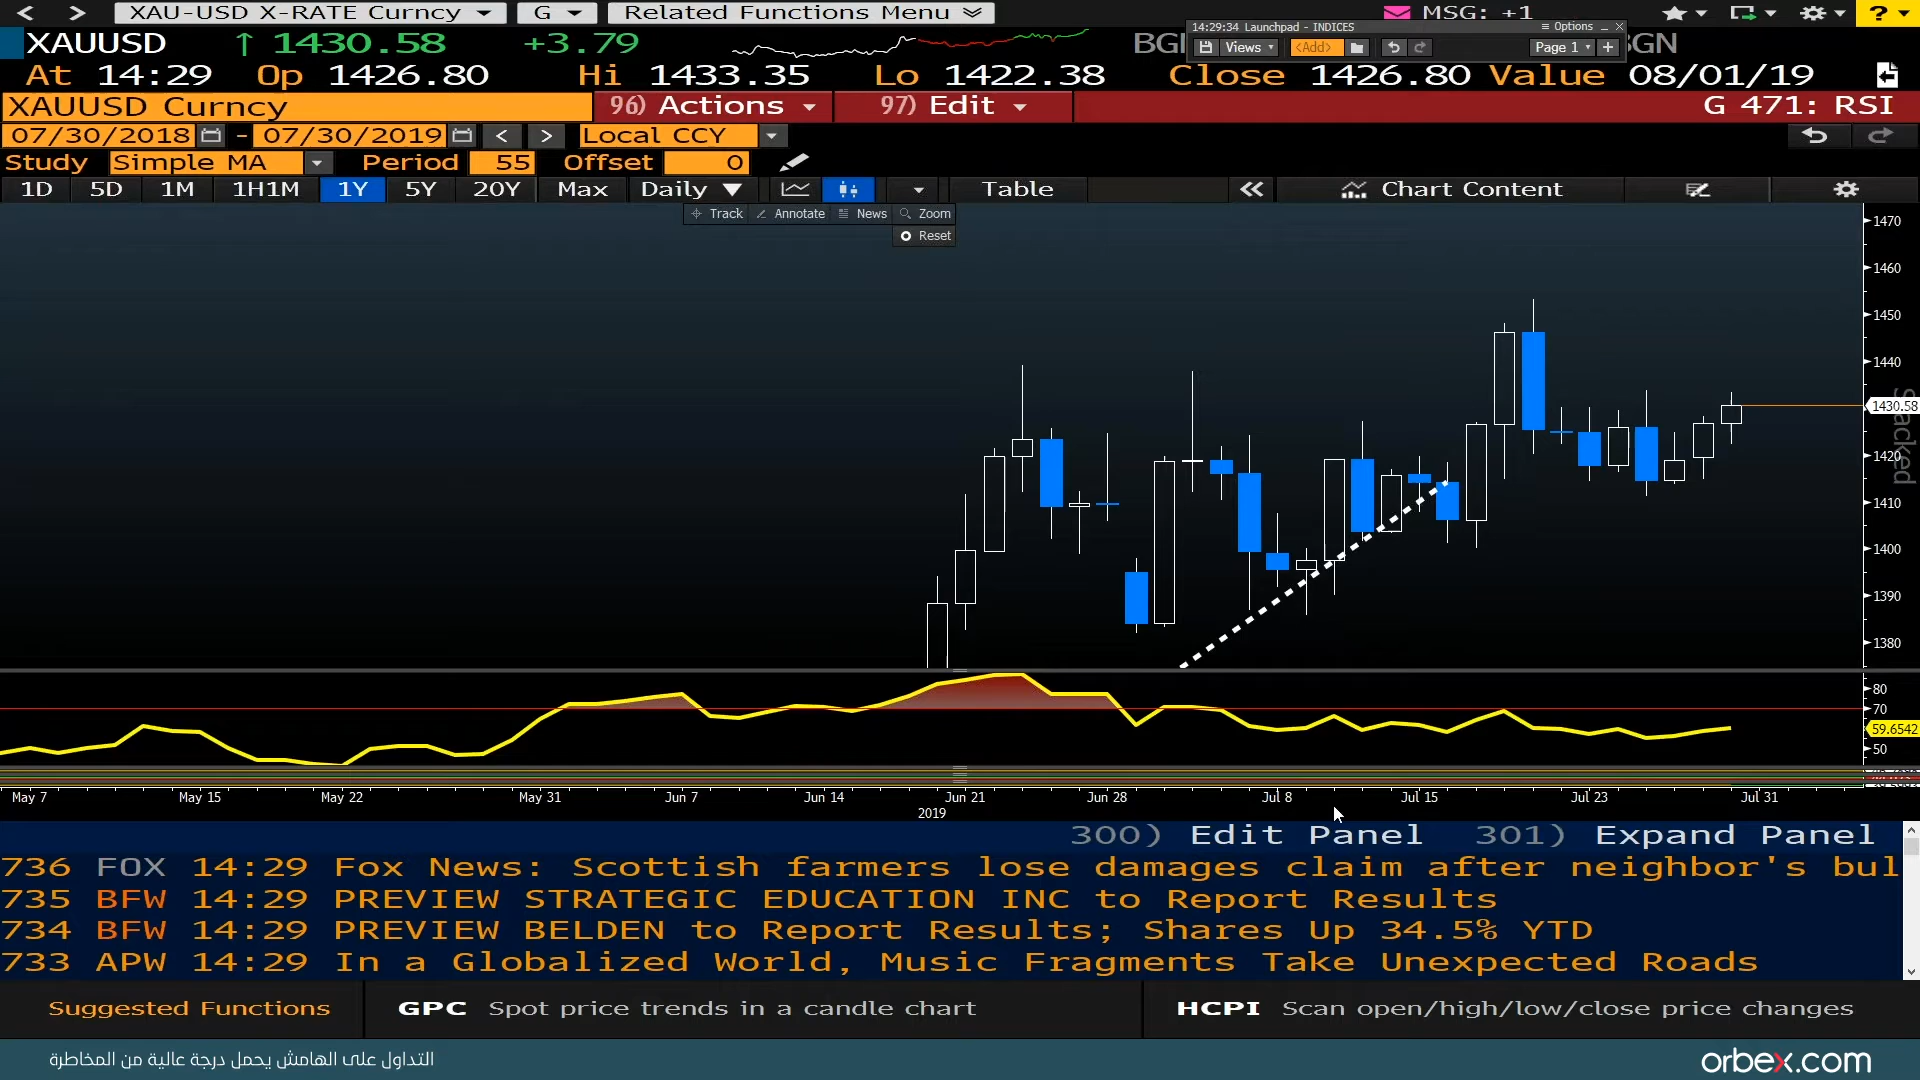 XAU-USD X-RATE Curncy G Related Functions Menu MSG: +1 ?
14:29:34 Launchpad - INDICES Options
Views <Add> Page 1 +
XAUUSD ↑ 1430.58 +3.79 BGN
At 14:29 Op 1426.80 Hi 1433.35 Lo 1422.38 Close 1426.80 Value 08/01/19
XAUUSD Curncy 96) Actions 97) Edit G 471: RSI
07/30/2018 - 07/30/2019 < > Local CCY
Study Simple MA Period 55 Offset 0
1D 5D 1M 1H1M 1Y 5Y 20Y Max Daily Table Chart Content
Track Annotate News Zoom
Reset
1470
1460
1450
1440
1430.58
1420
1410
1400
1390
1380
80
70
59.6542
50
May 7 May 15 May 22 May 31 Jun 7 Jun 14 Jun 21 Jun 28 Jul 8 Jul 15 Jul 23 Jul 31
2019
300) Edit Panel 301) Expand Panel
736 FOX 14:29 Fox News: Scottish farmers lose damages claim after neighbor's bul
735 BFW 14:29 PREVIEW STRATEGIC EDUCATION INC to Report Results
734 BFW 14:29 PREVIEW BELDEN to Report Results; Shares Up 34.5% YTD
733 APW 14:29 In a Globalized World, Music Fragments Take Unexpected Roads
Suggested Functions GPC Spot price trends in a candle chart HCPI Scan open/high/low/close price changes
التداول على الهامش يحمل درجة عالية من المخاطرة
orbex.com